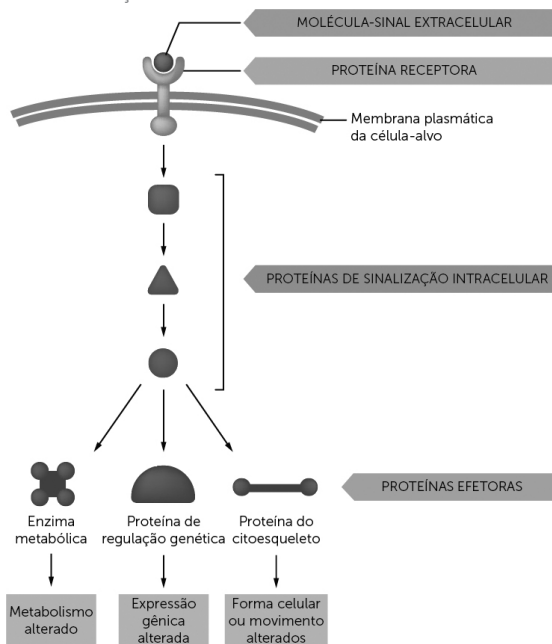 MOLÉCULA-SINAL EXTRACELULAR
PROTEÍNA RECEPTORA
Membrana plasmática
da célula-alvo
PROTEÍNAS DE SINALIZAÇÃO INTRACELULAR
PROTEÍNAS EFETORAS
Enzima
metabólica
Proteína de
regulação genética
Proteína do
citoesqueleto
Metabolismo
alterado
Expressão
gênica
alterada
Forma celular
ou movimento
alterados